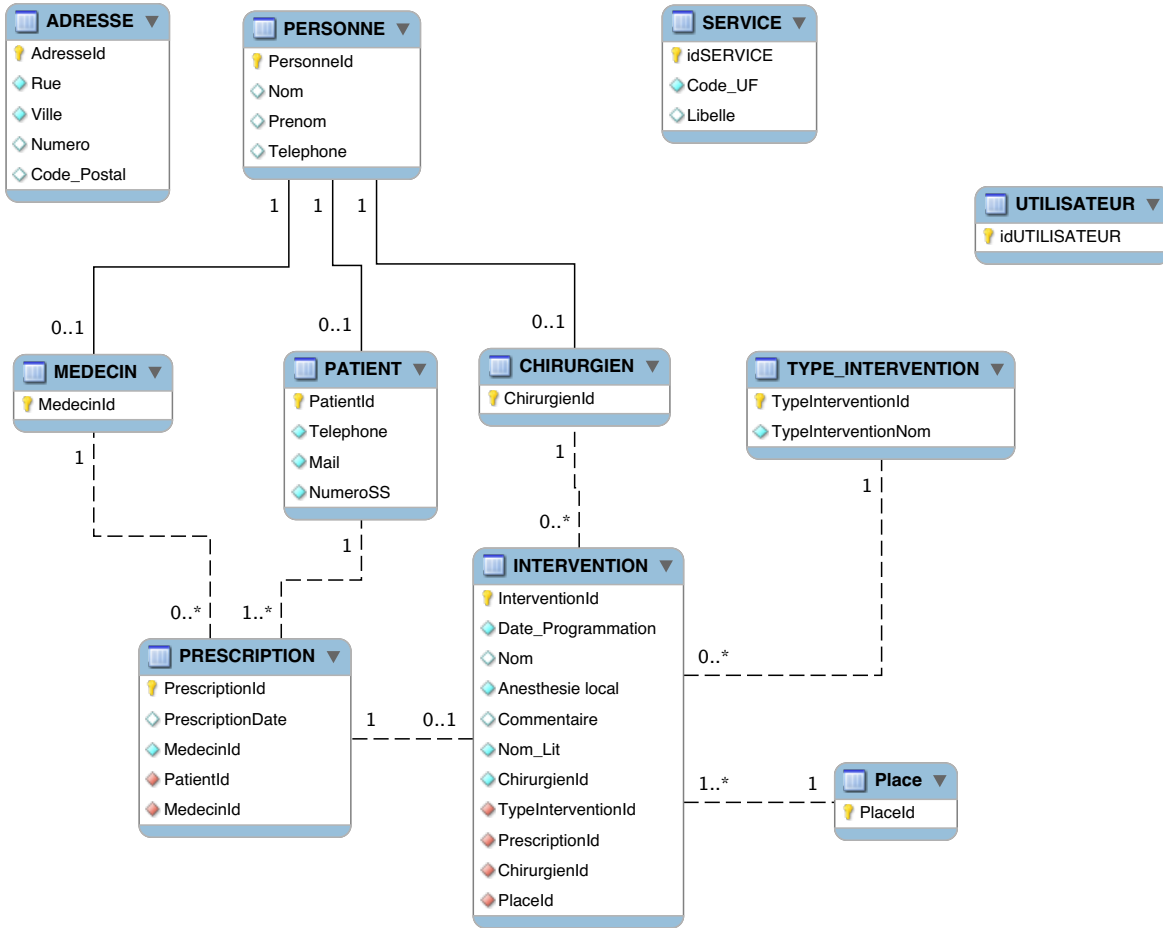 ADRESSE
AdresseId
Rue
Ville
Numero
Code_Postal
PERSONNE
PersonneId
Nom
Prenom
Telephone
SERVICE
idSERVICE
Code_UF
Libelle
UTILISATEUR
idUTILISATEUR
1
1
1
0..1
0..1
0..1
MEDECIN
MedecinId
PATIENT
PatientId
Telephone
Mail
NumeroSS
CHIRURGIEN
ChirurgienId
TYPE_INTERVENTION
TypeInterventionId
TypeInterventionNom
1
1
1
1
0..*
1..*
0..*
0..*
PRESCRIPTION
PrescriptionId
PrescriptionDate
MedecinId
PatientId
MedecinId
1
0..1
INTERVENTION
InterventionId
Date_Programmation
Nom
Anesthesie local
Commentaire
Nom_Lit
ChirurgienId
TypeInterventionId
PrescriptionId
ChirurgienId
PlaceId
1..*
1
Place
PlaceId